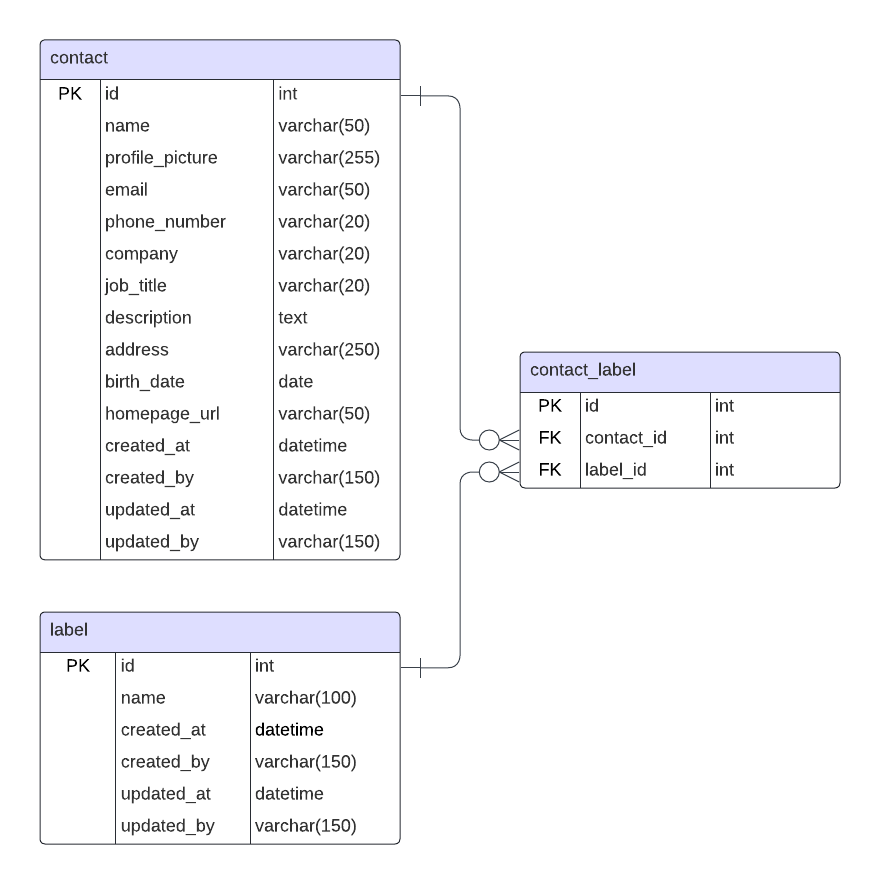 contact
PK id int
name varchar(50)
profile_picture varchar(255)
email varchar(50)
phone_number varchar(20)
company varchar(20)
job_title varchar(20)
description text
address varchar(250)
birth_date date
homepage_url varchar(50)
created_at datetime
created_by varchar(150)
updated_at datetime
updated_by varchar(150)
contact_label
PK id int
FK contact_id int
FK label_id int
label
PK id int
name varchar(100)
created_at datetime
created_by varchar(150)
updated_at datetime
updated_by varchar(150)